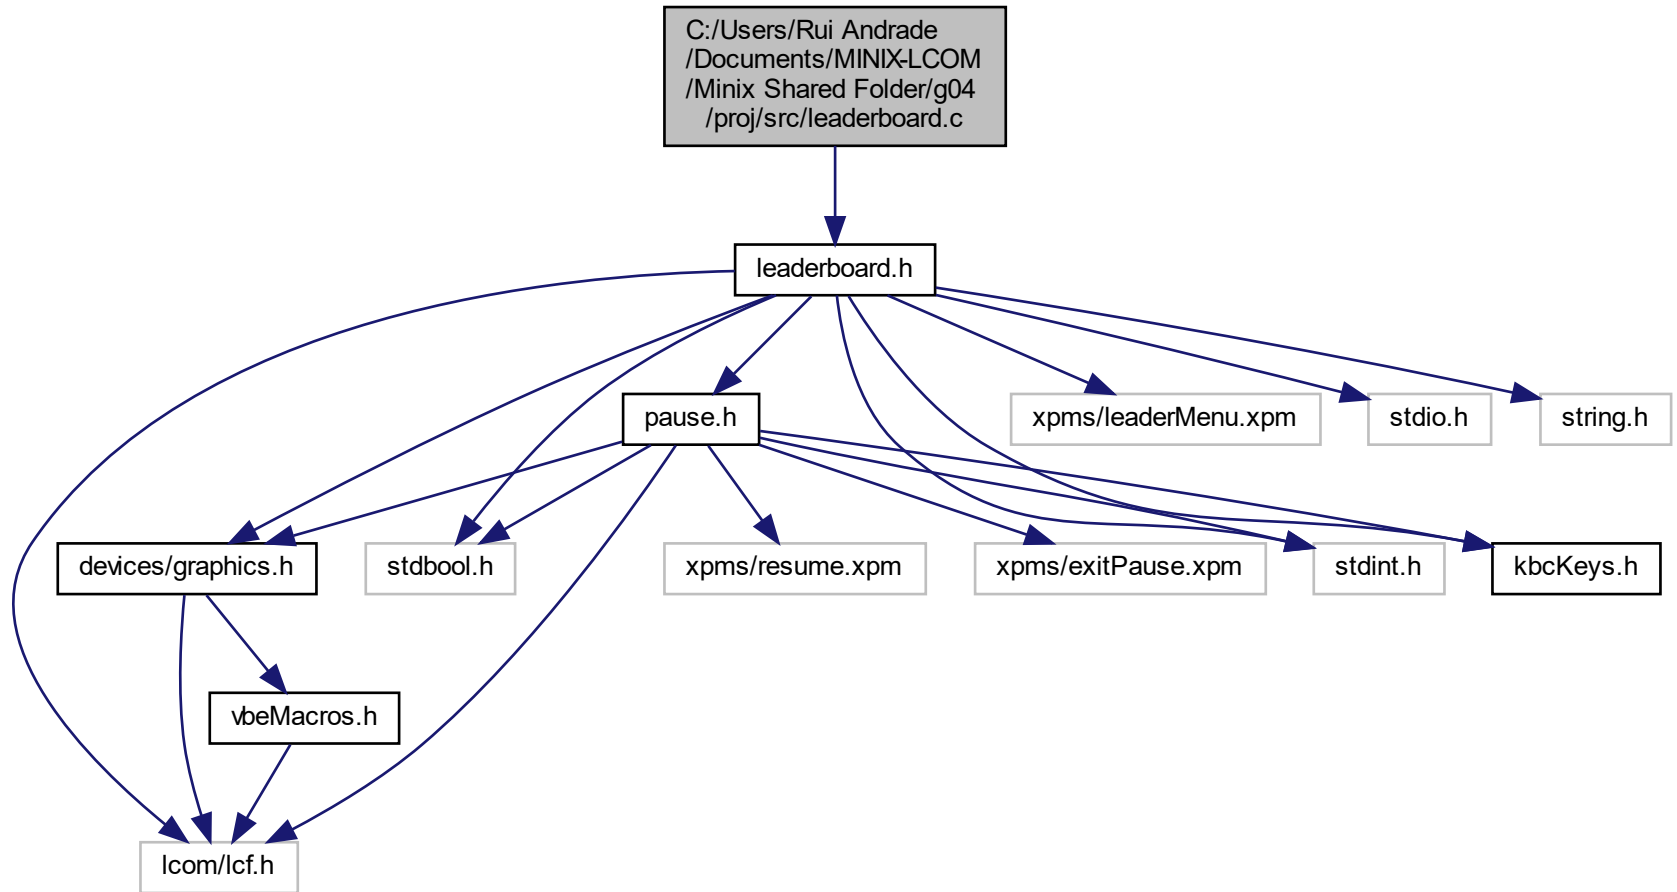 C:/Users/Rui Andrade
/Documents/MINIX-LCOM
/Minix Shared Folder/g04
/proj/src/leaderboard.c
leaderboard.h
pause.h
xpms/leaderMenu.xpm
stdio.h
string.h
devices/graphics.h
stdbool.h
xpms/resume.xpm
xpms/exitPause.xpm
stdint.h
kbcKeys.h
vbeMacros.h
lcom/lcf.h